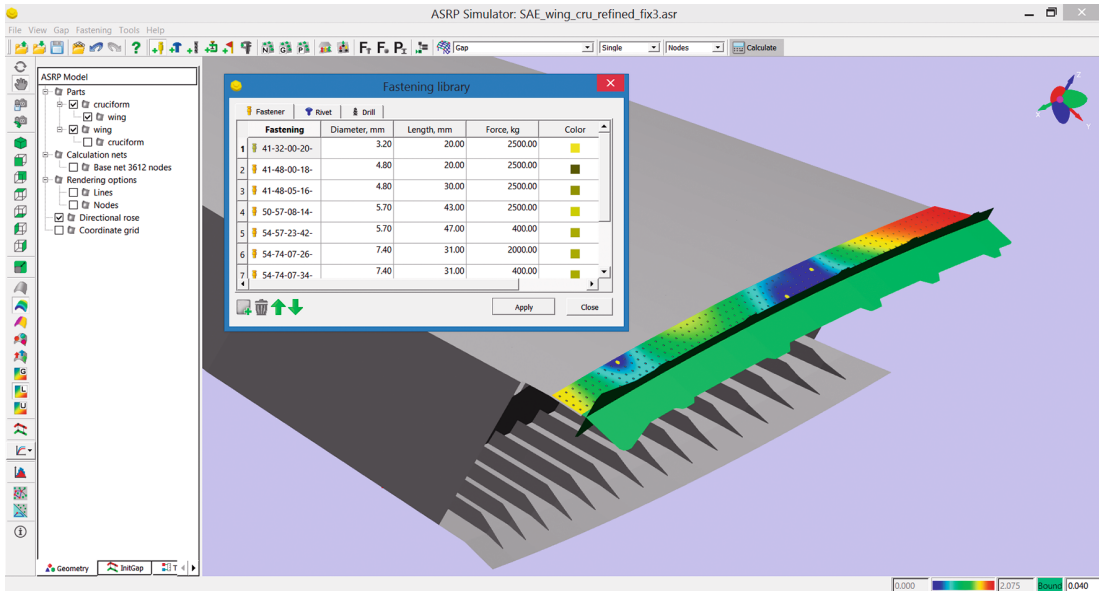 ASRP Simulator: SAE_wing_cru_refined_fix3.asr
File View Gap Fastening Tools Help
Gap Single Nodes Calculate
ASRP Model
Parts
cruciform
wing
wing
cruciform
Calculation nets
Base net 3612 nodes
Rendering options
Lines
Nodes
Directional rose
Coordinate grid
Fastening library
Fastener Rivet Drill
Fastening Diameter, mm Length, mm Force, kg Color
1 41-32-00-20- 3.20 20.00 2500.00
2 41-48-00-18- 4.80 20.00 2500.00
3 41-48-05-16- 4.80 30.00 2500.00
4 50-57-08-14- 5.70 43.00 2500.00
5 54-57-23-42- 5.70 47.00 400.00
6 54-74-07-26- 7.40 31.00 2000.00
7 54-74-07-34- 7.40 31.00 400.00
Apply Close
Z
X
Y
G
L
U
Geometry InitGap T
0.000 2.075 Bound 0.040